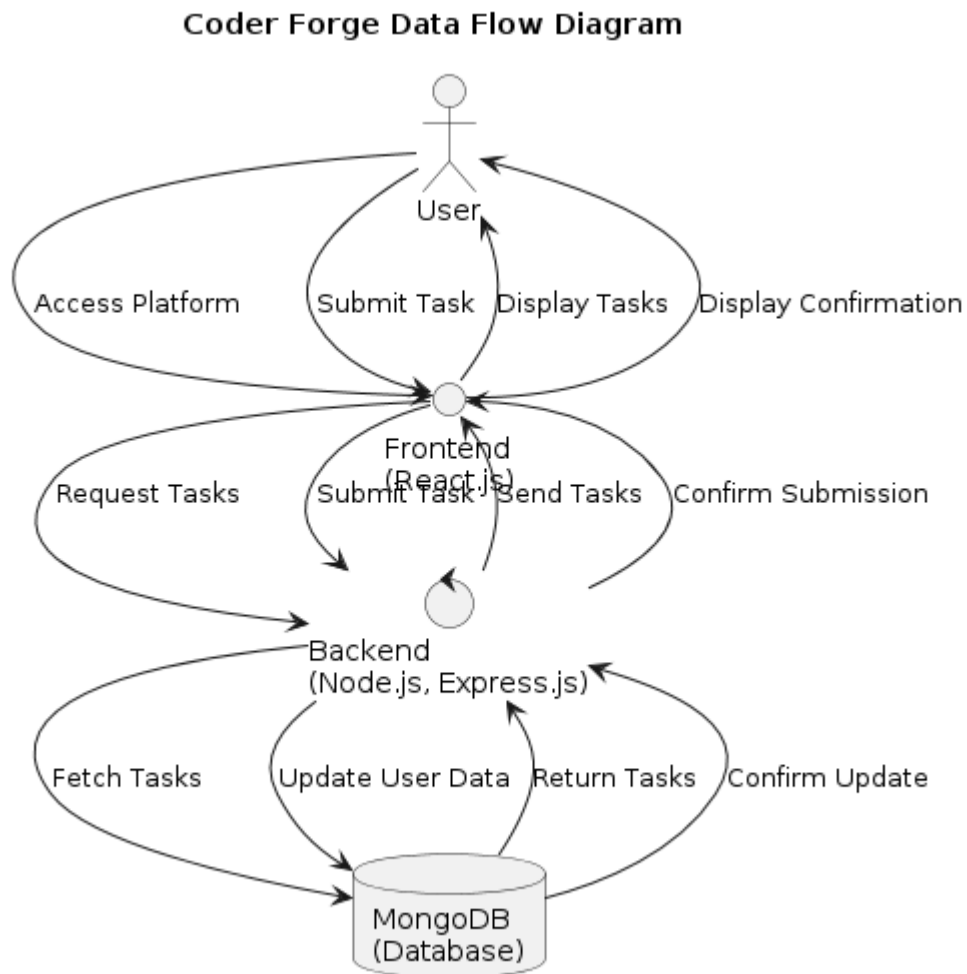 Coder Forge Data Flow Diagram
User
Access Platform
Submit Task
Display Tasks
Display Confirmation
Frontend
(React.js)
Request Tasks
Submit Task
Send Tasks
Confirm Submission
Backend
(Node.js, Express.js)
Fetch Tasks
Update User Data
Return Tasks
Confirm Update
MongoDB
(Database)